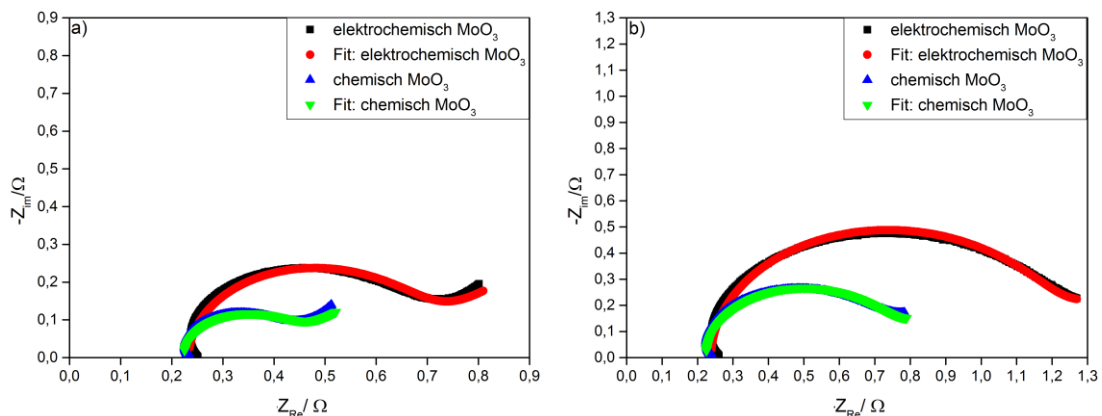 a)
elektrochemisch MoO₃
Fit: elektrochemisch MoO₃
chemisch MoO₃
Fit: chemisch MoO₃
0,9
0,8
0,7
0,6
0,5
0,4
0,3
0,2
0,1
0,0
-Z_im/Ω
0,0 0,1 0,2 0,3 0,4 0,5 0,6 0,7 0,8 0,9
Z_Re/ Ω
b)
elektrochemisch MoO₃
Fit: elektrochemisch MoO₃
chemisch MoO₃
Fit: chemisch MoO₃
1,3
1,2
1,1
1,0
0,9
0,8
0,7
0,6
0,5
0,4
0,3
0,2
0,1
0,0
-Z_im/Ω
0,0 0,1 0,2 0,3 0,4 0,5 0,6 0,7 0,8 0,9 1,0 1,1 1,2 1,3
Z_Re/ Ω